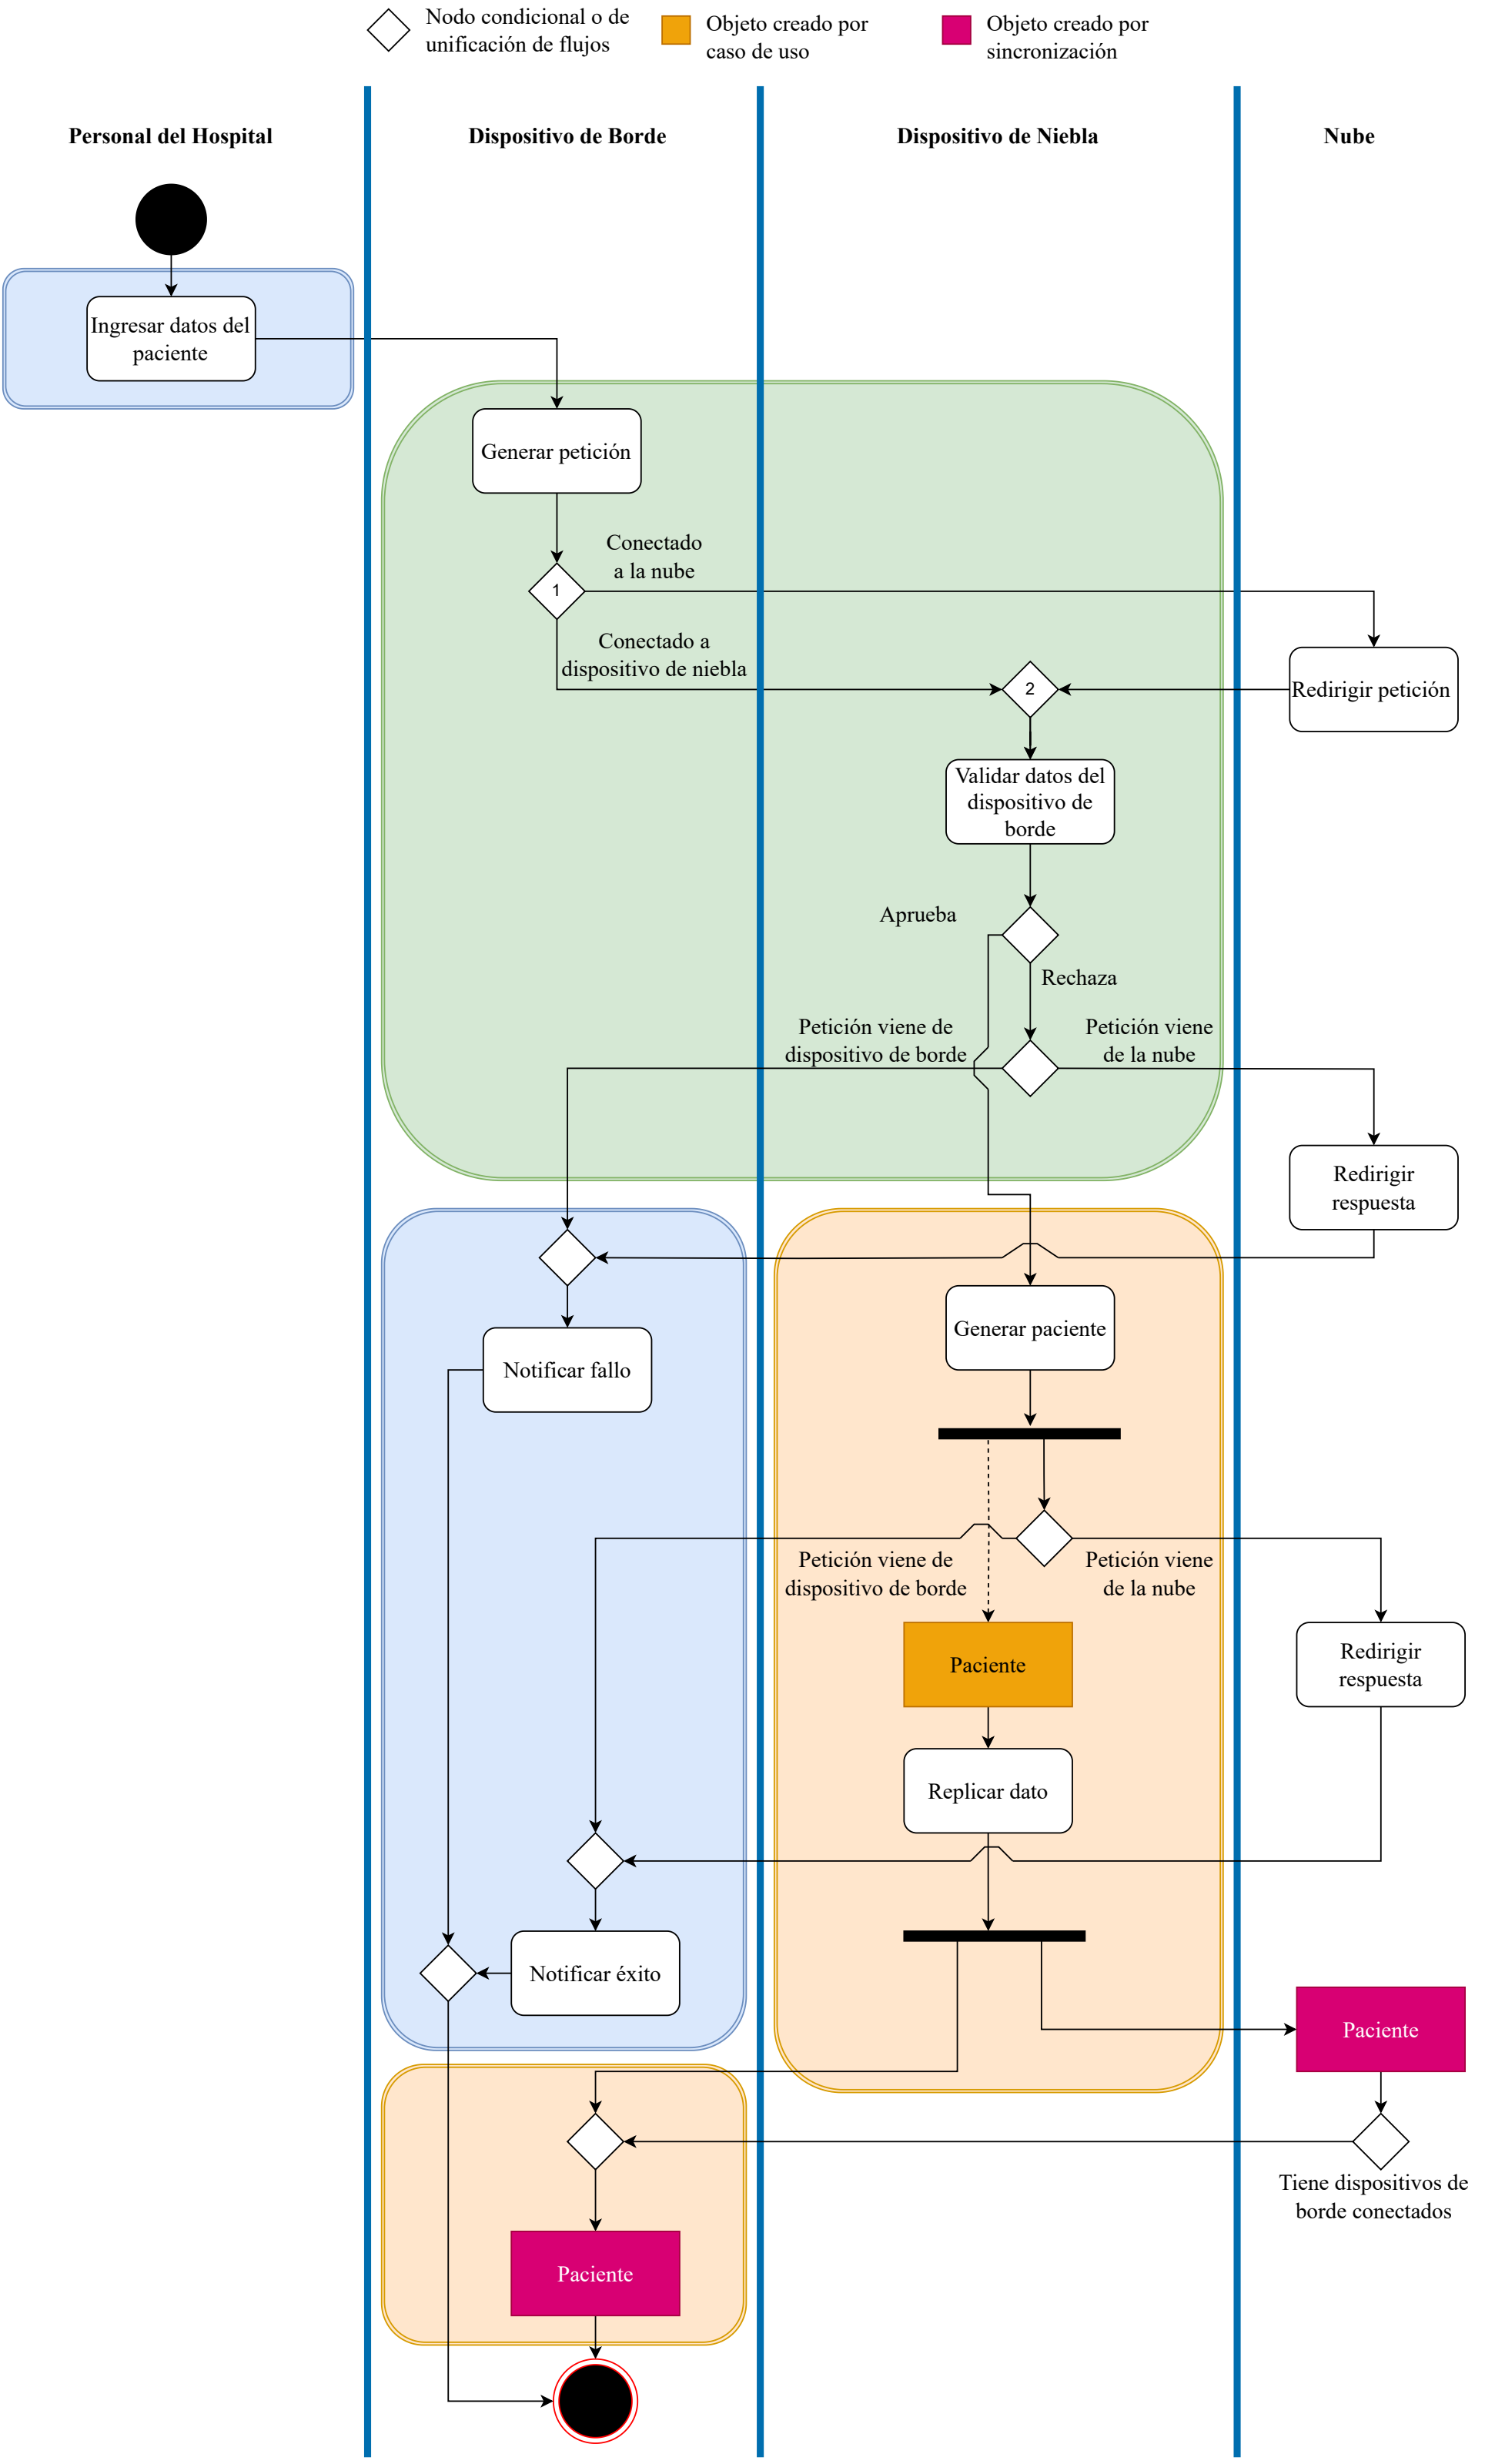 Nodo condicional o de
unificación de flujos
Objeto creado por
caso de uso
Objeto creado por
sincronización
Personal del Hospital
Dispositivo de Borde
Dispositivo de Niebla
Nube
Ingresar datos del
paciente
Generar petición
Conectado
a la nube
1
Conectado a
dispositivo de niebla
2
Redirigir petición
Validar datos del
dispositivo de
borde
Aprueba
Rechaza
Petición viene de
dispositivo de borde
Petición viene
de la nube
Redirigir
respuesta
Generar paciente
Notificar fallo
Petición viene de
dispositivo de borde
Petición viene
de la nube
Paciente
Redirigir
respuesta
Replicar dato
Notificar éxito
Paciente
Tiene dispositivos de
borde conectados
Paciente